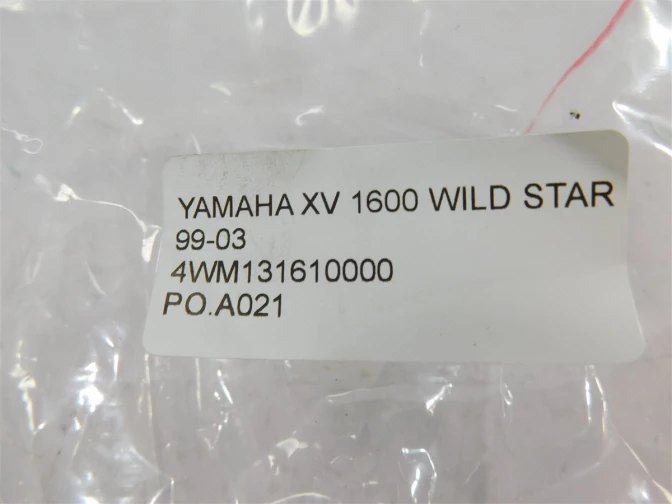 YAMAHA XV 1600 WILD STAR
99-03
4WM131610000
PO.A021